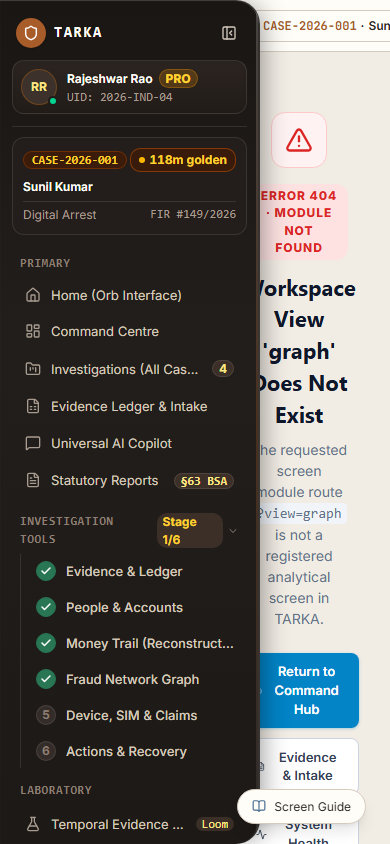 TARKA
CASE-2026-001 · Sun
RR
Rajeshwar Rao PRO
UID: 2026-IND-04
CASE-2026-001 118m golden
Sunil Kumar
Digital Arrest FIR #149/2026
PRIMARY
Home (Orb Interface)
Command Centre
Investigations (All Cas... 4
Evidence Ledger & Intake
Universal AI Copilot
Statutory Reports §63 BSA
INVESTIGATION
TOOLS
Stage
1/6
Evidence & Ledger
People & Accounts
Money Trail (Reconstruct...
Fraud Network Graph
5 Device, SIM & Claims
6 Actions & Recovery
LABORATORY
Temporal Evidence ... Loom
ERROR 404
· MODULE
NOT
FOUND
Workspace
View
'graph'
Does Not
Exist
The requested
screen
module route
?view=graph
is not a
registered
analytical
screen in
TARKA.
Return to
Command
Hub
Evidence
& Intake
System
Health
Screen Guide